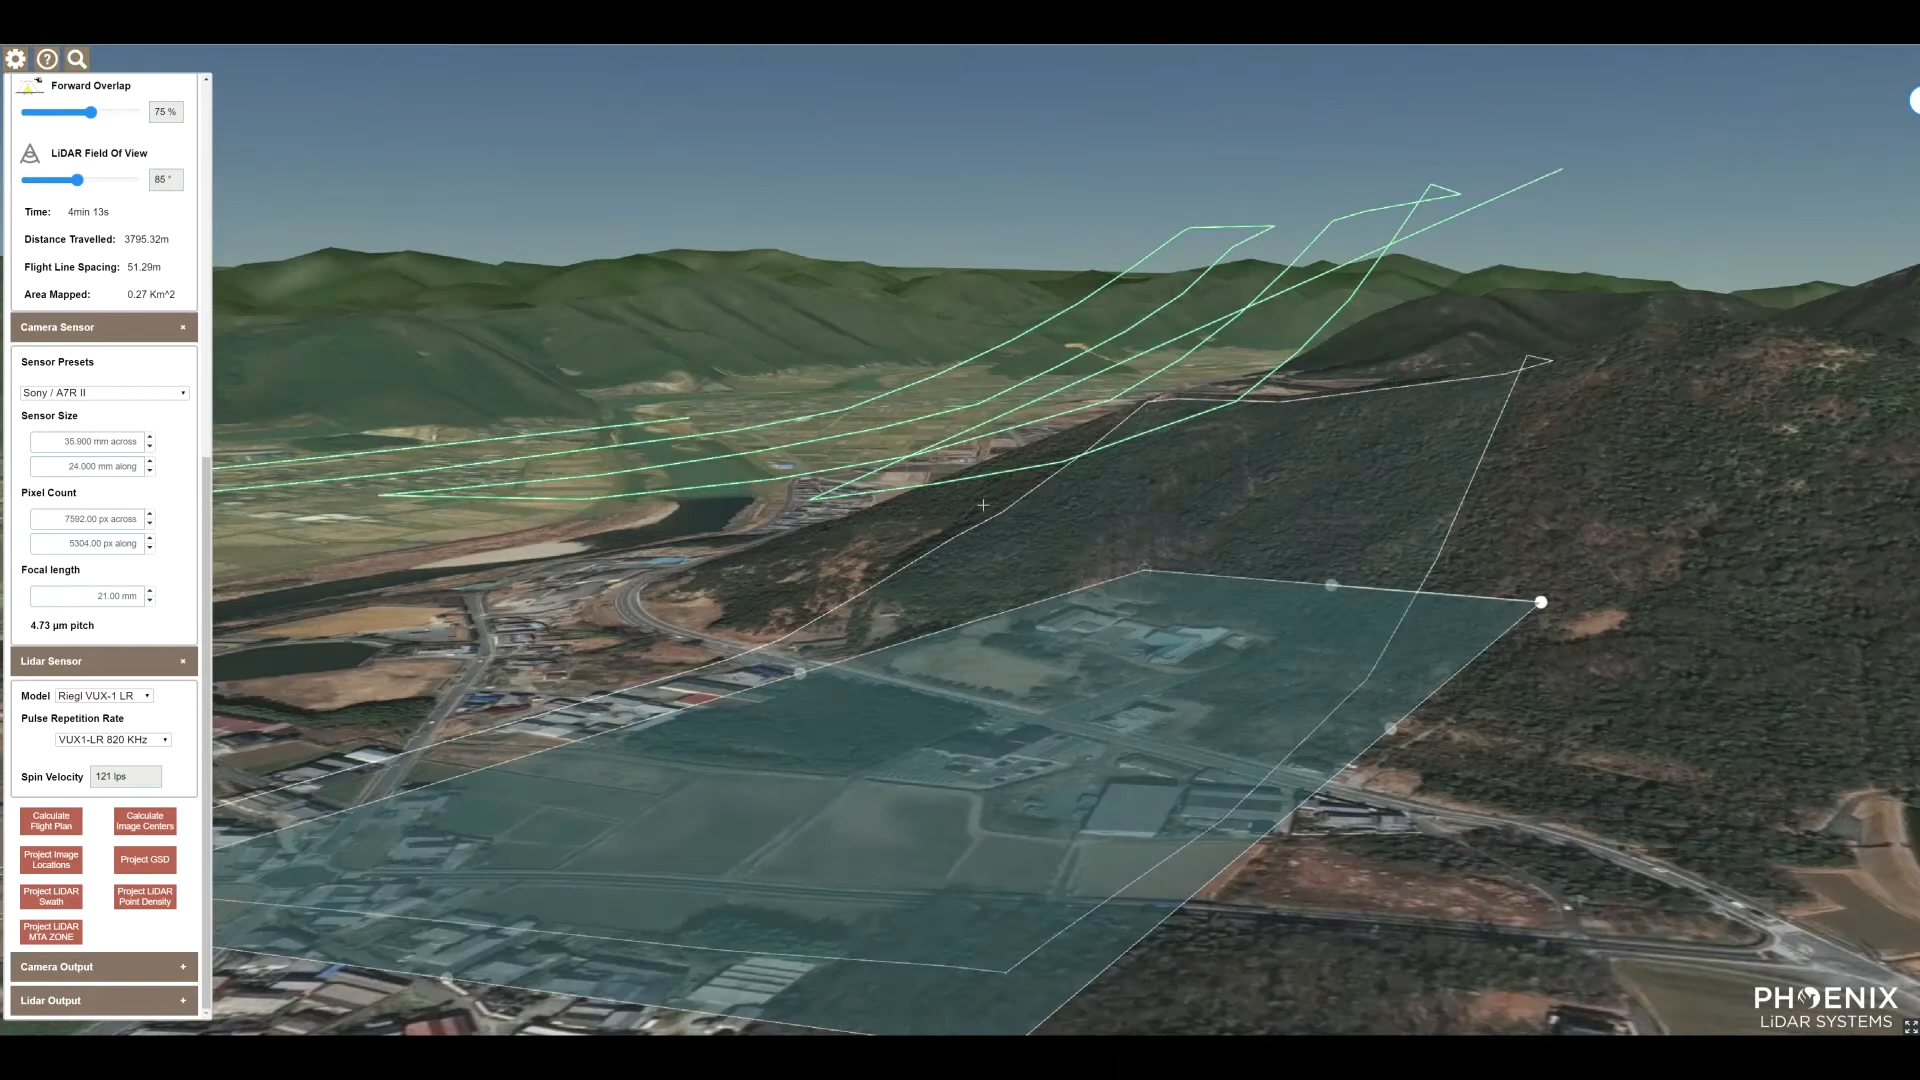 Forward Overlap
75 %
LiDAR Field Of View
85 °
Time: 4min 13s
Distance Travelled: 3795.32m
Flight Line Spacing: 51.29m
Area Mapped: 0.27 Km^2
Camera Sensor ×
Sensor Presets
Sony / A7R II
Sensor Size
35.900 mm across
24.000 mm along
Pixel Count
7592.00 px across
5304.00 px along
Focal length
21.00 mm
4.73 µm pitch
Lidar Sensor ×
Model Riegl VUX-1 LR
Pulse Repetition Rate
VUX1-LR 820 KHz
Spin Velocity 121 lps
Calculate
Flight Plan
Calculate
Image Centers
Project Image
Locations
Project GSD
Project LiDAR
Swath
Project LiDAR
Point Density
Project LiDAR
MTA ZONE
Camera Output +
Lidar Output +
PHOENIX
LiDAR SYSTEMS